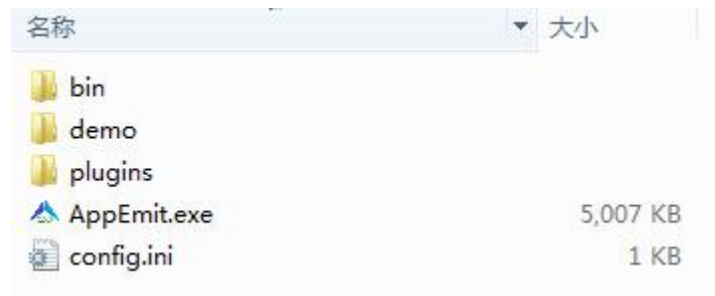 名称 大小
bin
demo
plugins
AppEmit.exe 5,007 KB
config.ini 1 KB